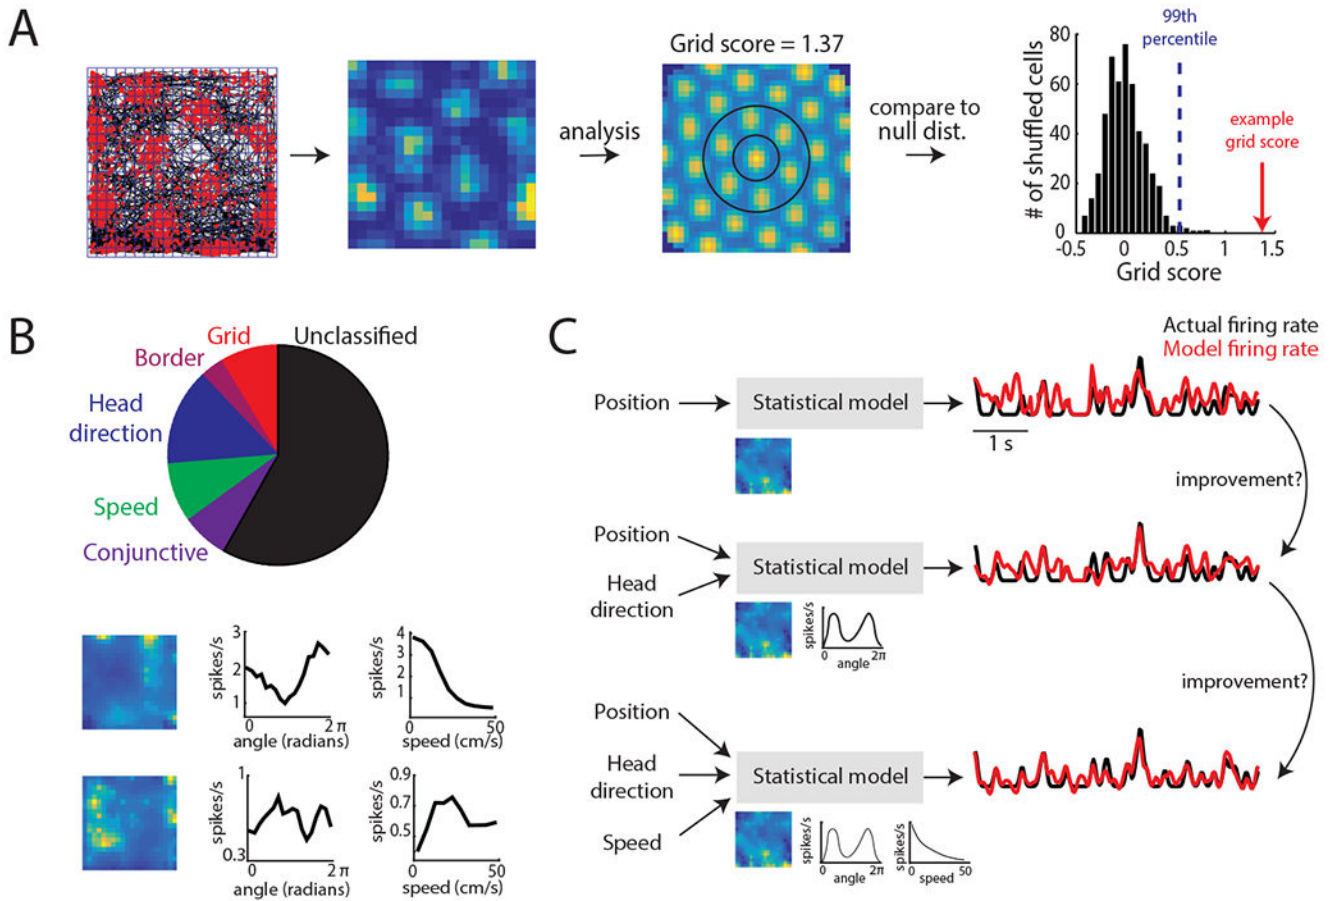 A
Grid score = 1.37
analysis
compare to
null dist.
99th
percentile
example
grid score
# of shuffled cells
80
60
40
20
0
-0.5
0
0.5
1
1.5
Grid score
B
Grid
Unclassified
Border
Head
direction
Speed
Conjunctive
spikes/s
3
2
1
0
2 π
angle (radians)
spikes/s
4
3
2
1
0
50
speed (cm/s)
spikes/s
1
0.3
0
2 π
angle (radians)
spikes/s
0.9
0.7
0.5
0
50
speed (cm/s)
C
Actual firing rate
Model firing rate
Position
Statistical model
1 s
improvement?
Position
Head
direction
Statistical model
spikes/s
0
angle
2π
improvement?
Position
Head
direction
Speed
Statistical model
spikes/s
0
angle
2π
spikes/s
0
speed
50